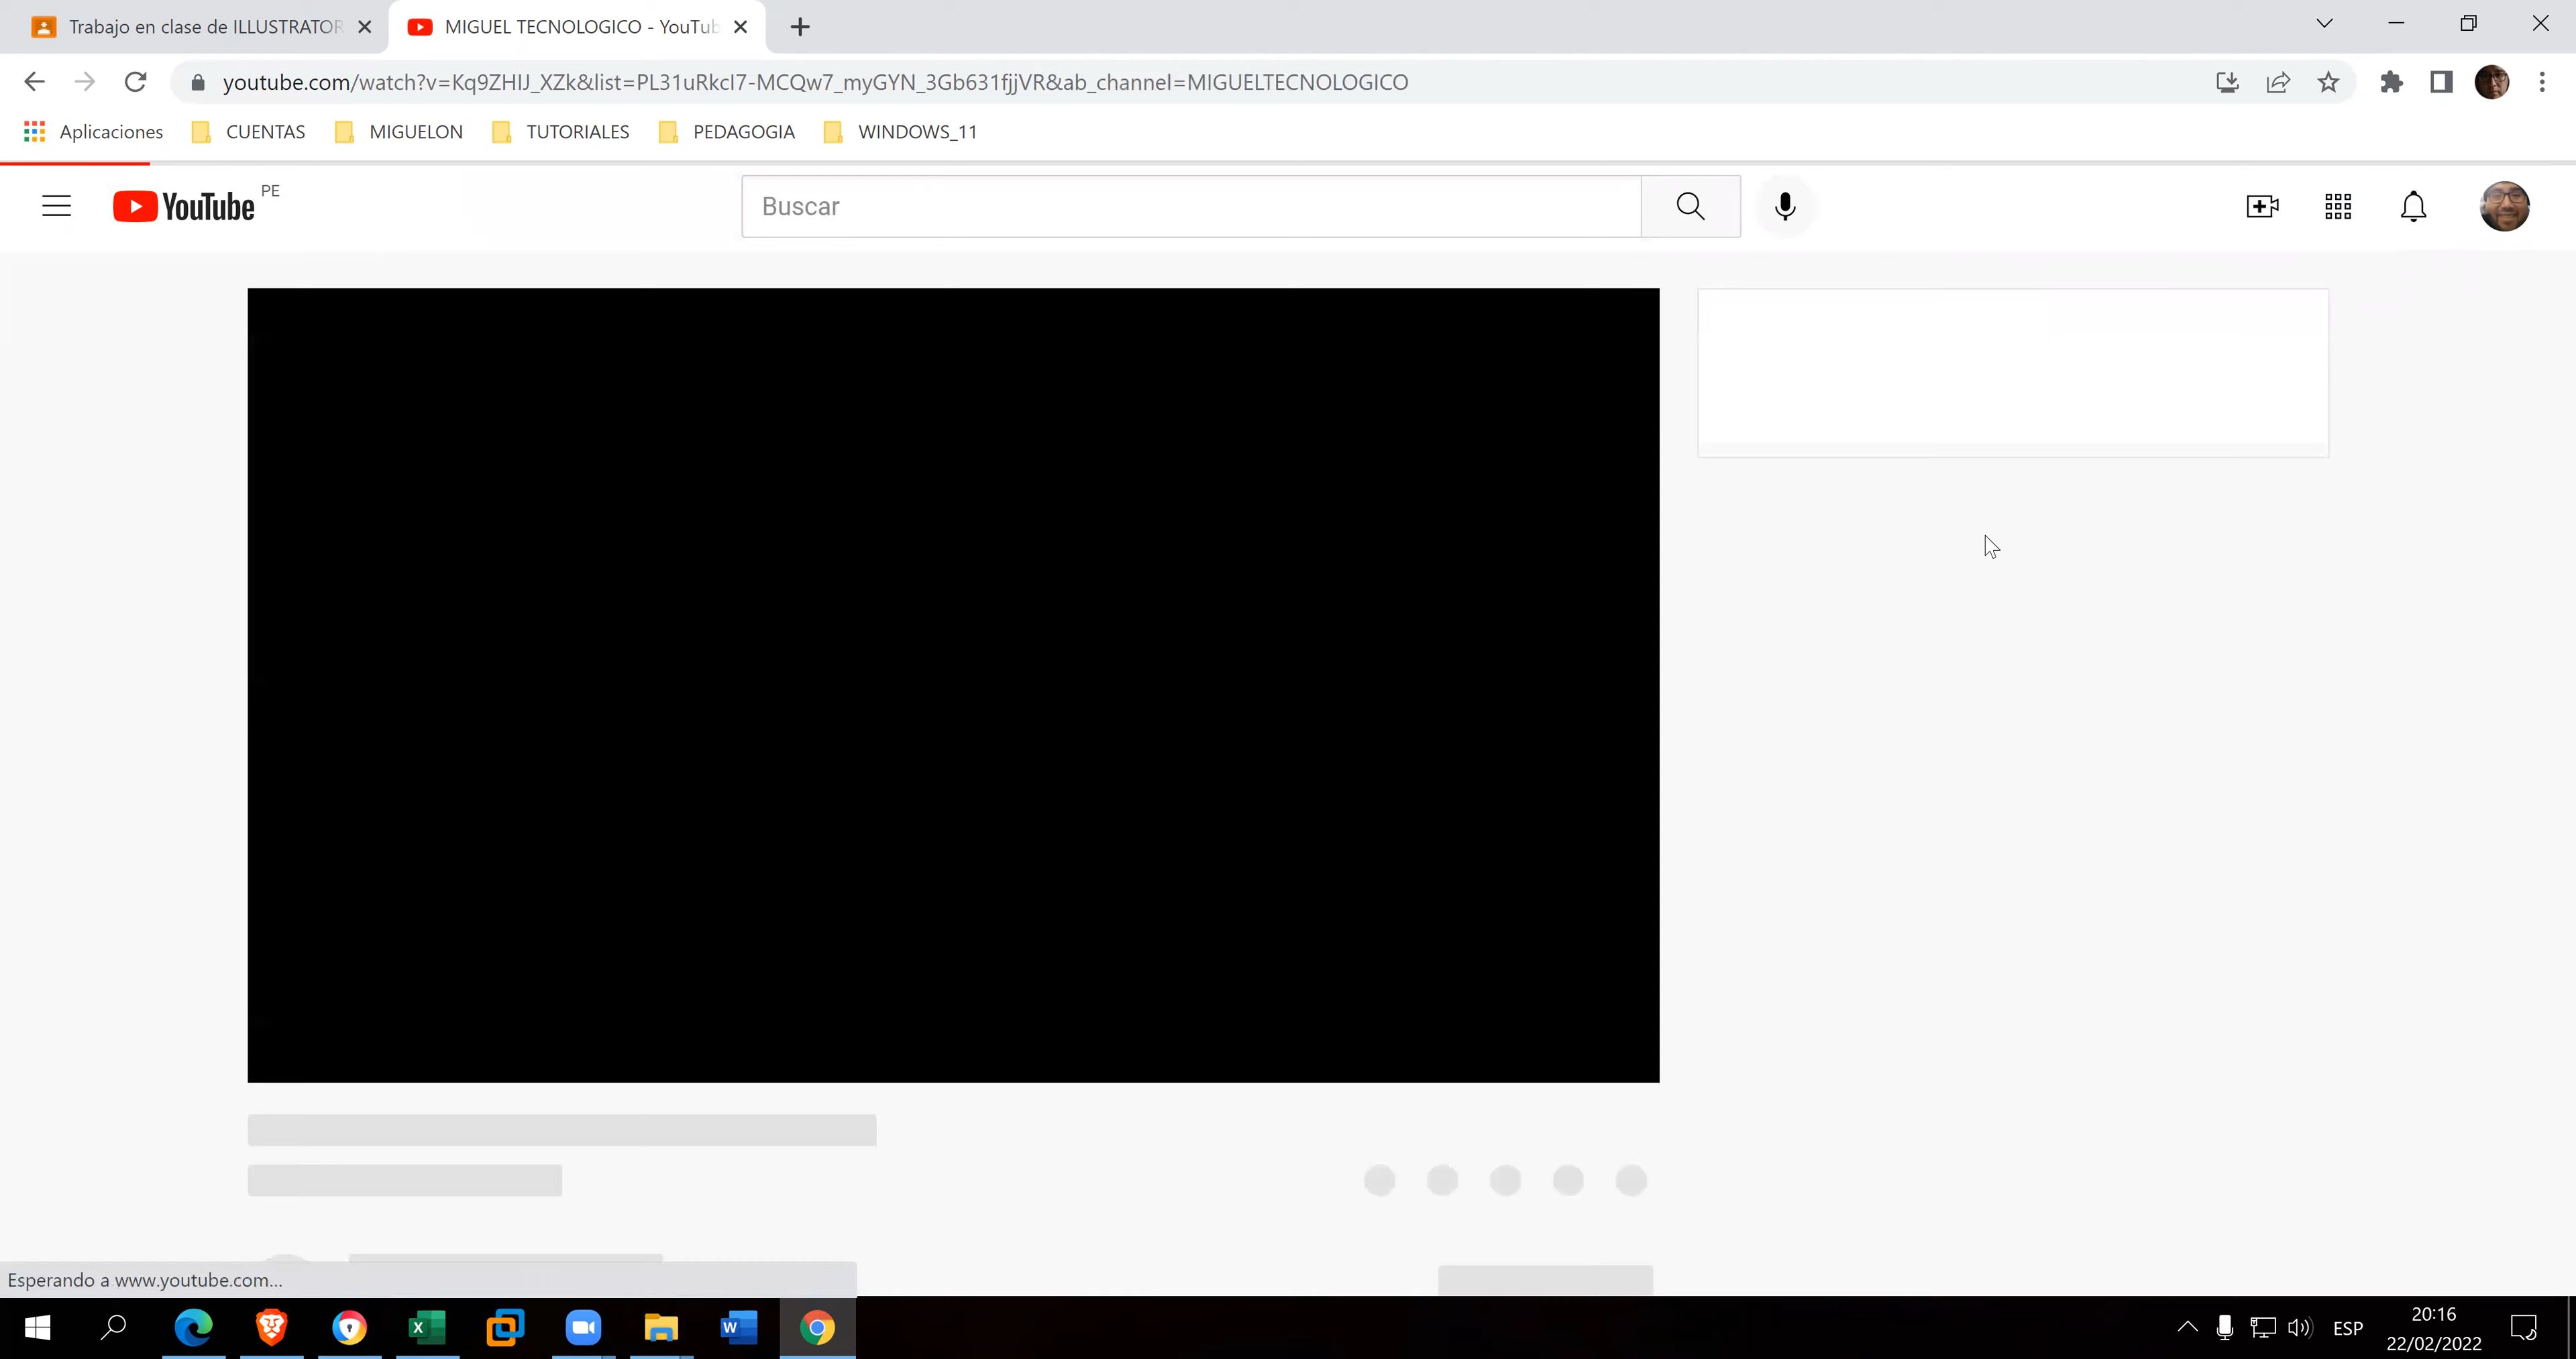 Trabajo en clase de ILLUSTRATOR
MIGUEL TECNOLOGICO - YouTub
youtube.com/watch?v=Kq9ZHIJ_XZk&list=PL31uRkcl7-MCQw7_myGYN_3Gb631fjjVR&ab_channel=MIGUELTECNOLOGICO
Aplicaciones CUENTAS MIGUELON TUTORIALES PEDAGOGIA WINDOWS_11
YouTube PE
Buscar
Esperando a www.youtube.com...
ESP
20:16
22/02/2022